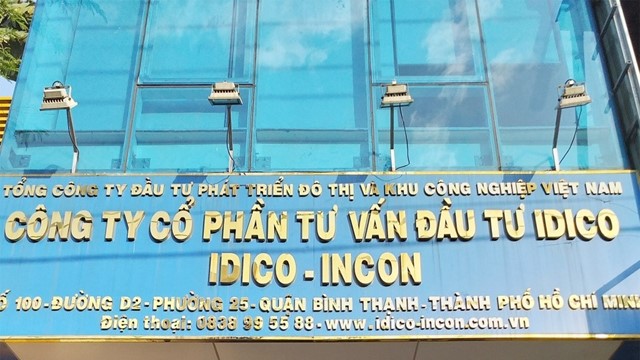 TỔNG CÔNG TY ĐẦU TƯ PHÁT TRIỂN ĐÔ THỊ VÀ KHU CÔNG NGHIỆP VIỆT NAM
CÔNG TY CỔ PHẦN TƯ VẤN ĐẦU TƯ IDICO
IDICO - INCON
Ố 100 - ĐƯỜNG D2 - PHƯỜNG 25 - QUẬN BÌNH THẠNH - THÀNH PHỐ HỒ CHÍ MIN
Điện thoại: 0838 99 55 88 - www.idico-incon.com.vn